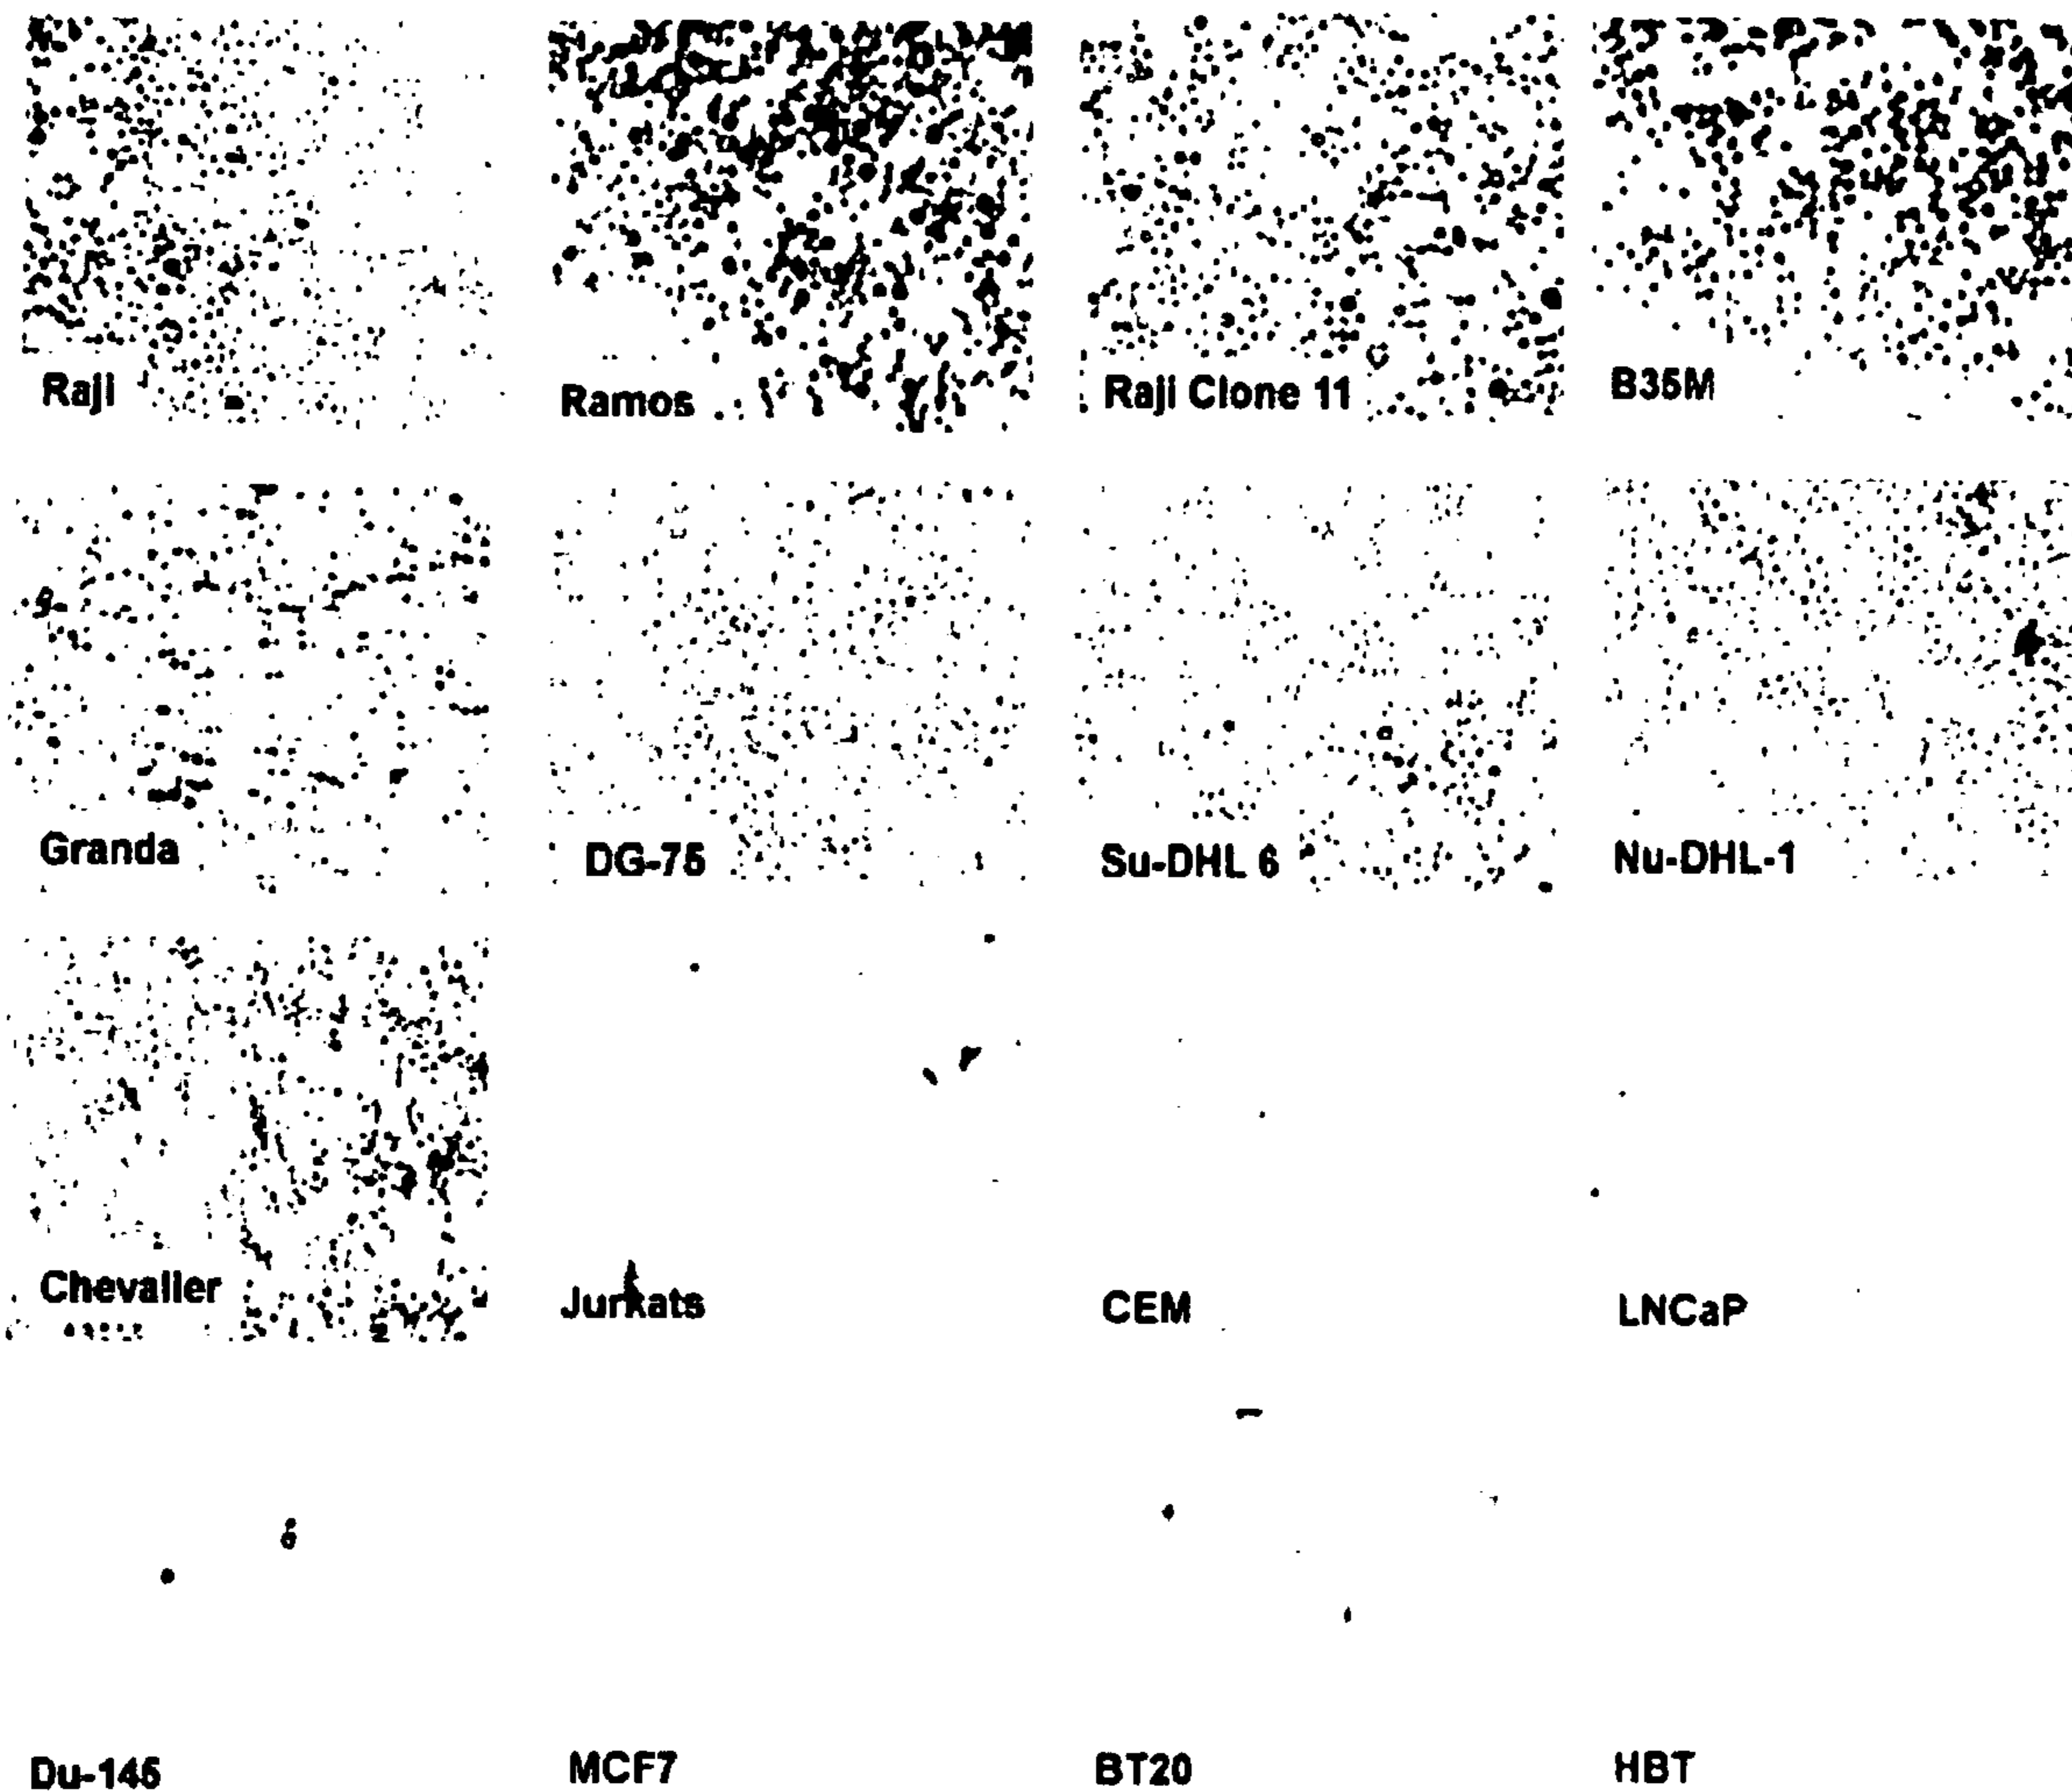 Raji
Ramos
Raji Clone 11
B35M
Granda
DG-75
Su-DHL 6
Nu-DHL-1
Chevalier
Jurkats
CEM
LNCaP
Du-145
MCF7
BT20
HBT